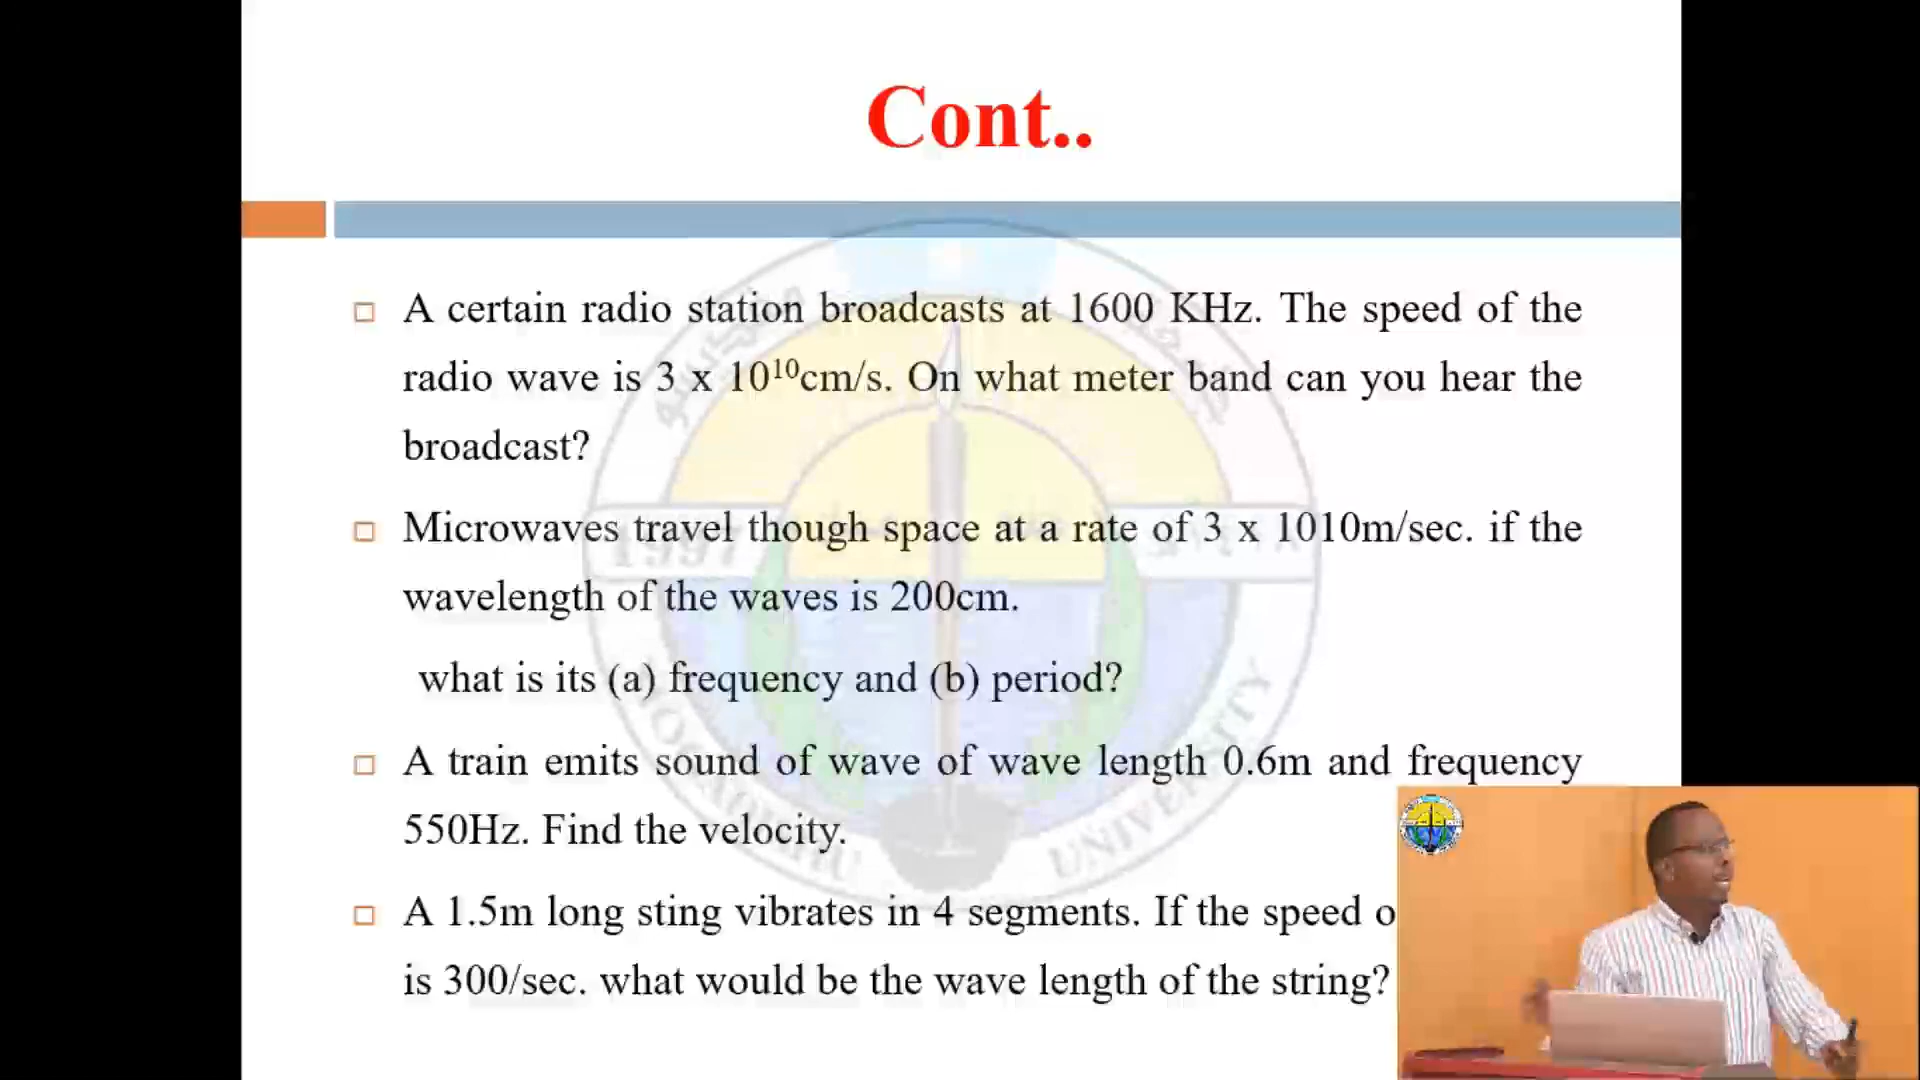 Cont..
A certain radio station broadcasts at 1600 KHz. The speed of the
radio wave is 3 x 10¹⁰cm/s. On what meter band can you hear the
broadcast?
Microwaves travel though space at a rate of 3 x 1010m/sec. if the
wavelength of the waves is 200cm.
what is its (a) frequency and (b) period?
A train emits sound of wave of wave length 0.6m and frequency
550Hz. Find the velocity.
A 1.5m long sting vibrates in 4 segments. If the speed o
is 300/sec. what would be the wave length of the string?
UNIVERSITY